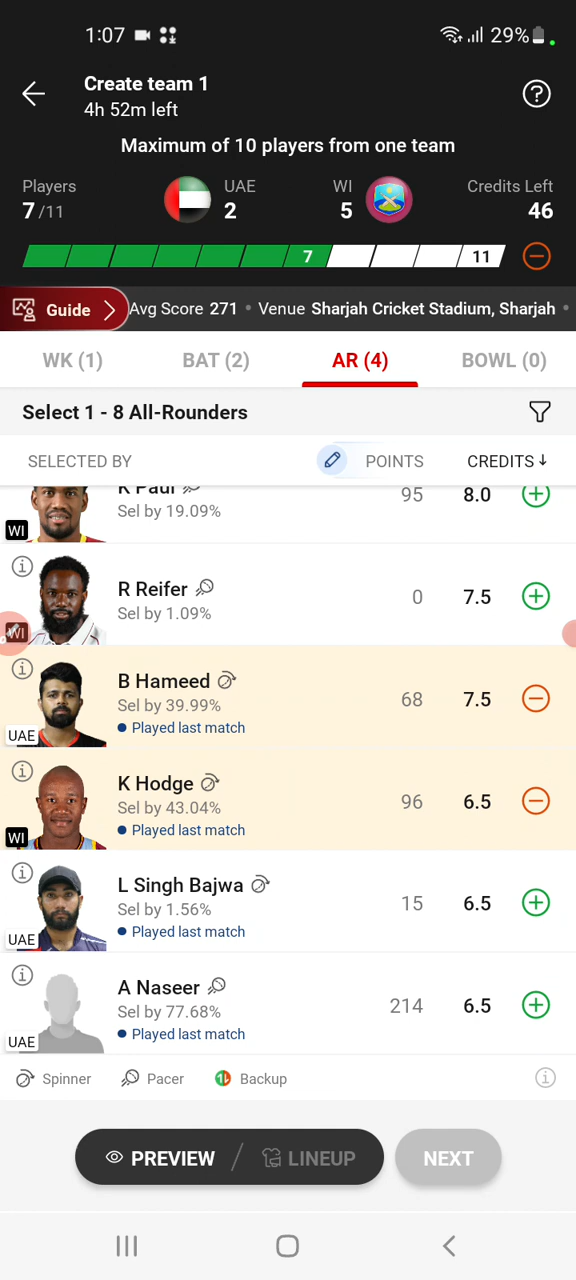 1:07
29%
Create team 1
4h 52m left
Maximum of 10 players from one team
Players
7/11
UAE
2
WI
5
Credits Left
46
7
11
Guide
Avg Score 271 • Venue Sharjah Cricket Stadium, Sharjah •
WK (1)
BAT (2)
AR (4)
BOWL (0)
Select 1 - 8 All-Rounders
SELECTED BY
POINTS
CREDITS ↓
K Paul
Sel by 19.09%
95
8.0
WI
R Reifer
Sel by 1.09%
0
7.5
WI
B Hameed
Sel by 39.99%
Played last match
68
7.5
UAE
K Hodge
Sel by 43.04%
Played last match
96
6.5
WI
L Singh Bajwa
Sel by 1.56%
Played last match
15
6.5
UAE
A Naseer
Sel by 77.68%
Played last match
214
6.5
UAE
Spinner
Pacer
Backup
PREVIEW / LINEUP
NEXT